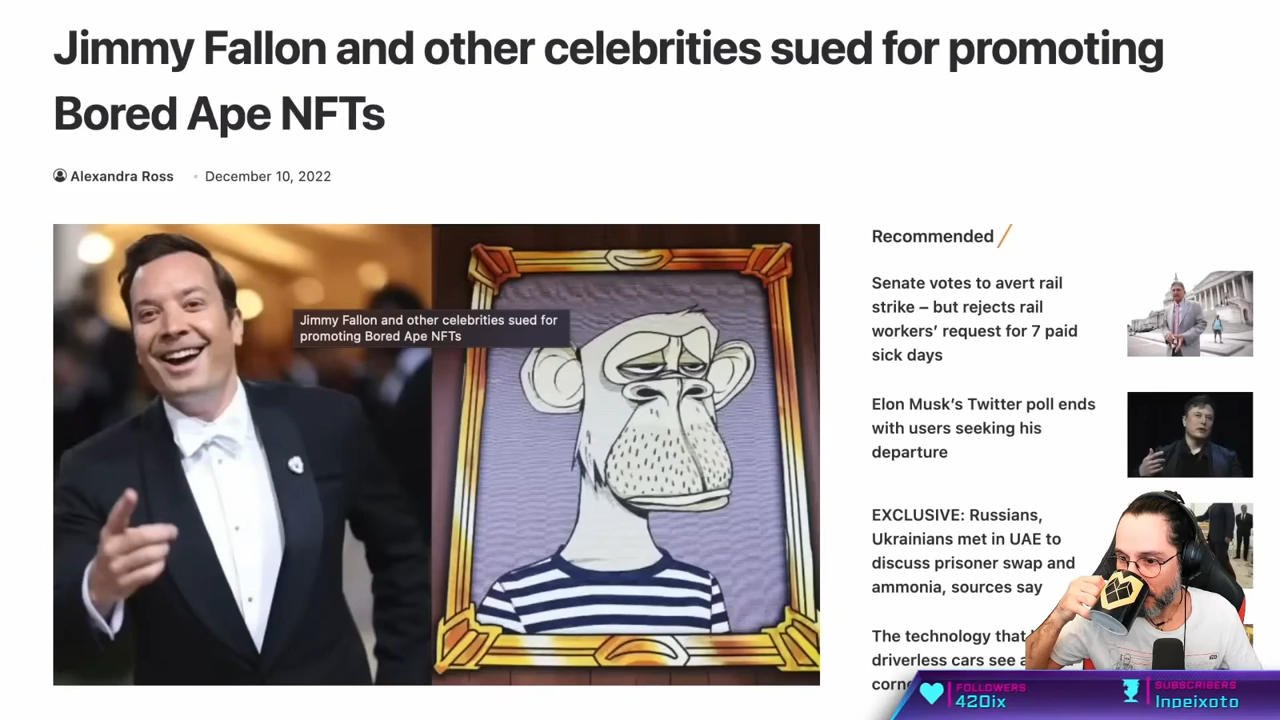 Jimmy Fallon and other celebrities sued for promoting
Bored Ape NFTs
Alexandra Ross
December 10, 2022
Jimmy Fallon and other celebrities sued for
promoting Bored Ape NFTs
Recommended
Senate votes to avert rail
strike – but rejects rail
workers’ request for 7 paid
sick days
Elon Musk’s Twitter poll ends
with users seeking his
departure
EXCLUSIVE: Russians,
Ukrainians met in UAE to
discuss prisoner swap and
ammonia, sources say
The technology that
driverless cars see
FOLLOWERS
420ix
SUBSCRIBERS
lnpeixoto